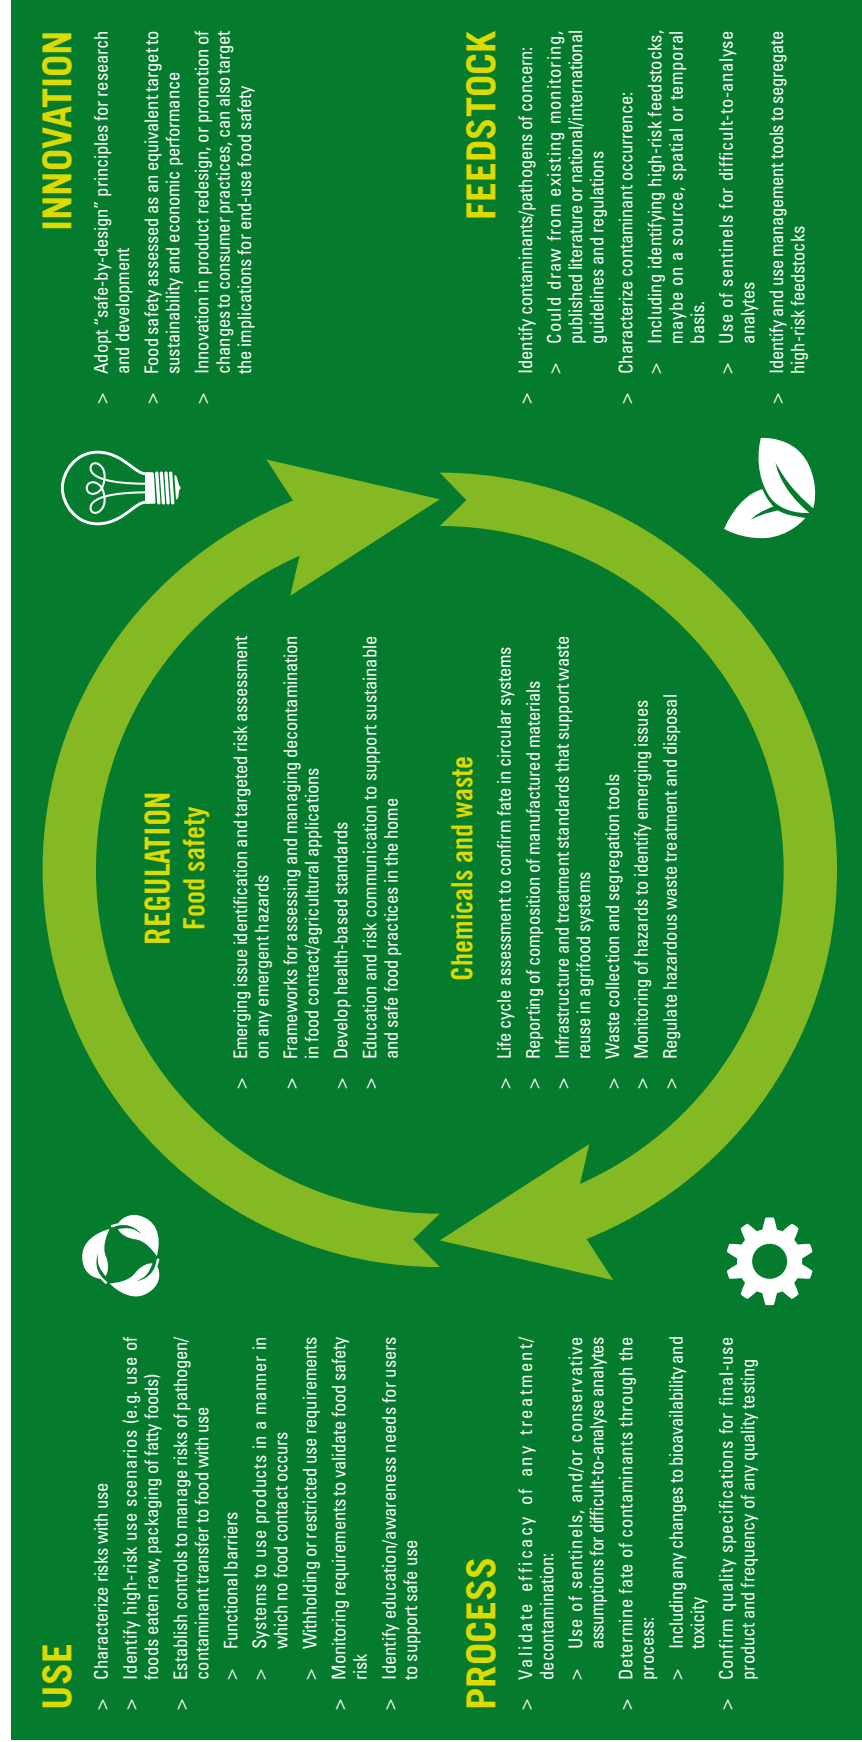 USE
> Characterize risks with use
> Identify high-risk use scenarios (e.g. use of
foods eaten raw, packaging of fatty foods)
> Establish controls to manage risks of pathogen/
contaminant transfer to food with use
> Functional barriers
> Systems to use products in a manner in
which no food contact occurs
> Withholding or restricted use requirements
> Monitoring requirements to validate food safety
risk
> Identify education/awareness needs for users
to support safe use
REGULATION
Food safety
> Emerging issue identification and targeted risk assessment
on any emergent hazards
> Frameworks for assessing and managing decontamination
in food contact/agricultural applications
> Develop health-based standards
> Education and risk communication to support sustainable
and safe food practices in the home
Chemicals and waste
> Life cycle assessment to confirm fate in circular systems
> Reporting of composition of manufactured materials
> Infrastructure and treatment standards that support waste
reuse in agrifood systems
> Waste collection and segregation tools
> Monitoring of hazards to identify emerging issues
> Regulate hazardous waste treatment and disposal
INNOVATION
> Adopt “safe-by-design” principles for research
and development
> Food safety assessed as an equivalent target to
sustainability and economic performance
> Innovation in product redesign, or promotion of
changes to consumer practices, can also target
the implications for end-use food safety
PROCESS
> Validate efficacy of any treatment/
decontamination:
> Use of sentinels, and/or conservative
assumptions for difficult-to-analyse analytes
> Determine fate of contaminants through the
process:
> Including any changes to bioavailability and
toxicity
> Confirm quality specifications for final-use
product and frequency of any quality testing
FEEDSTOCK
> Identify contaminants/pathogens of concern:
> Could draw from existing monitoring,
published literature or national/international
guidelines and regulations
> Characterize contaminant occurrence:
> Including identifying high-risk feedstocks,
maybe on a source, spatial or temporal
basis.
> Use of sentinels for difficult-to-analyse
analytes
> Identify and use management tools to segregate
high-risk feedstocks